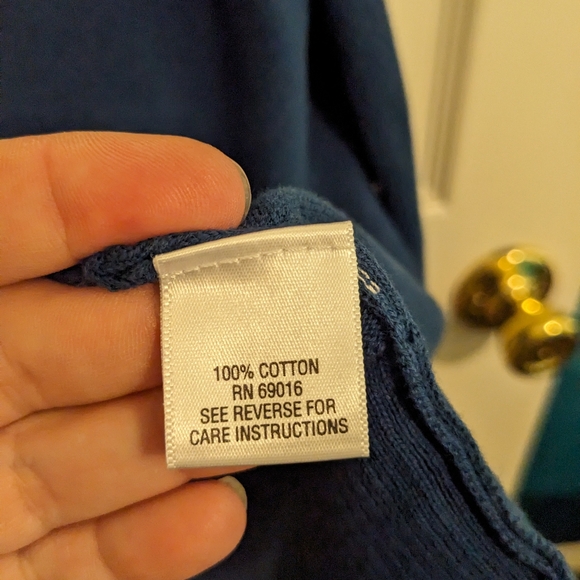 100% COTTON
RN 69016
SEE REVERSE FOR
CARE INSTRUCTIONS